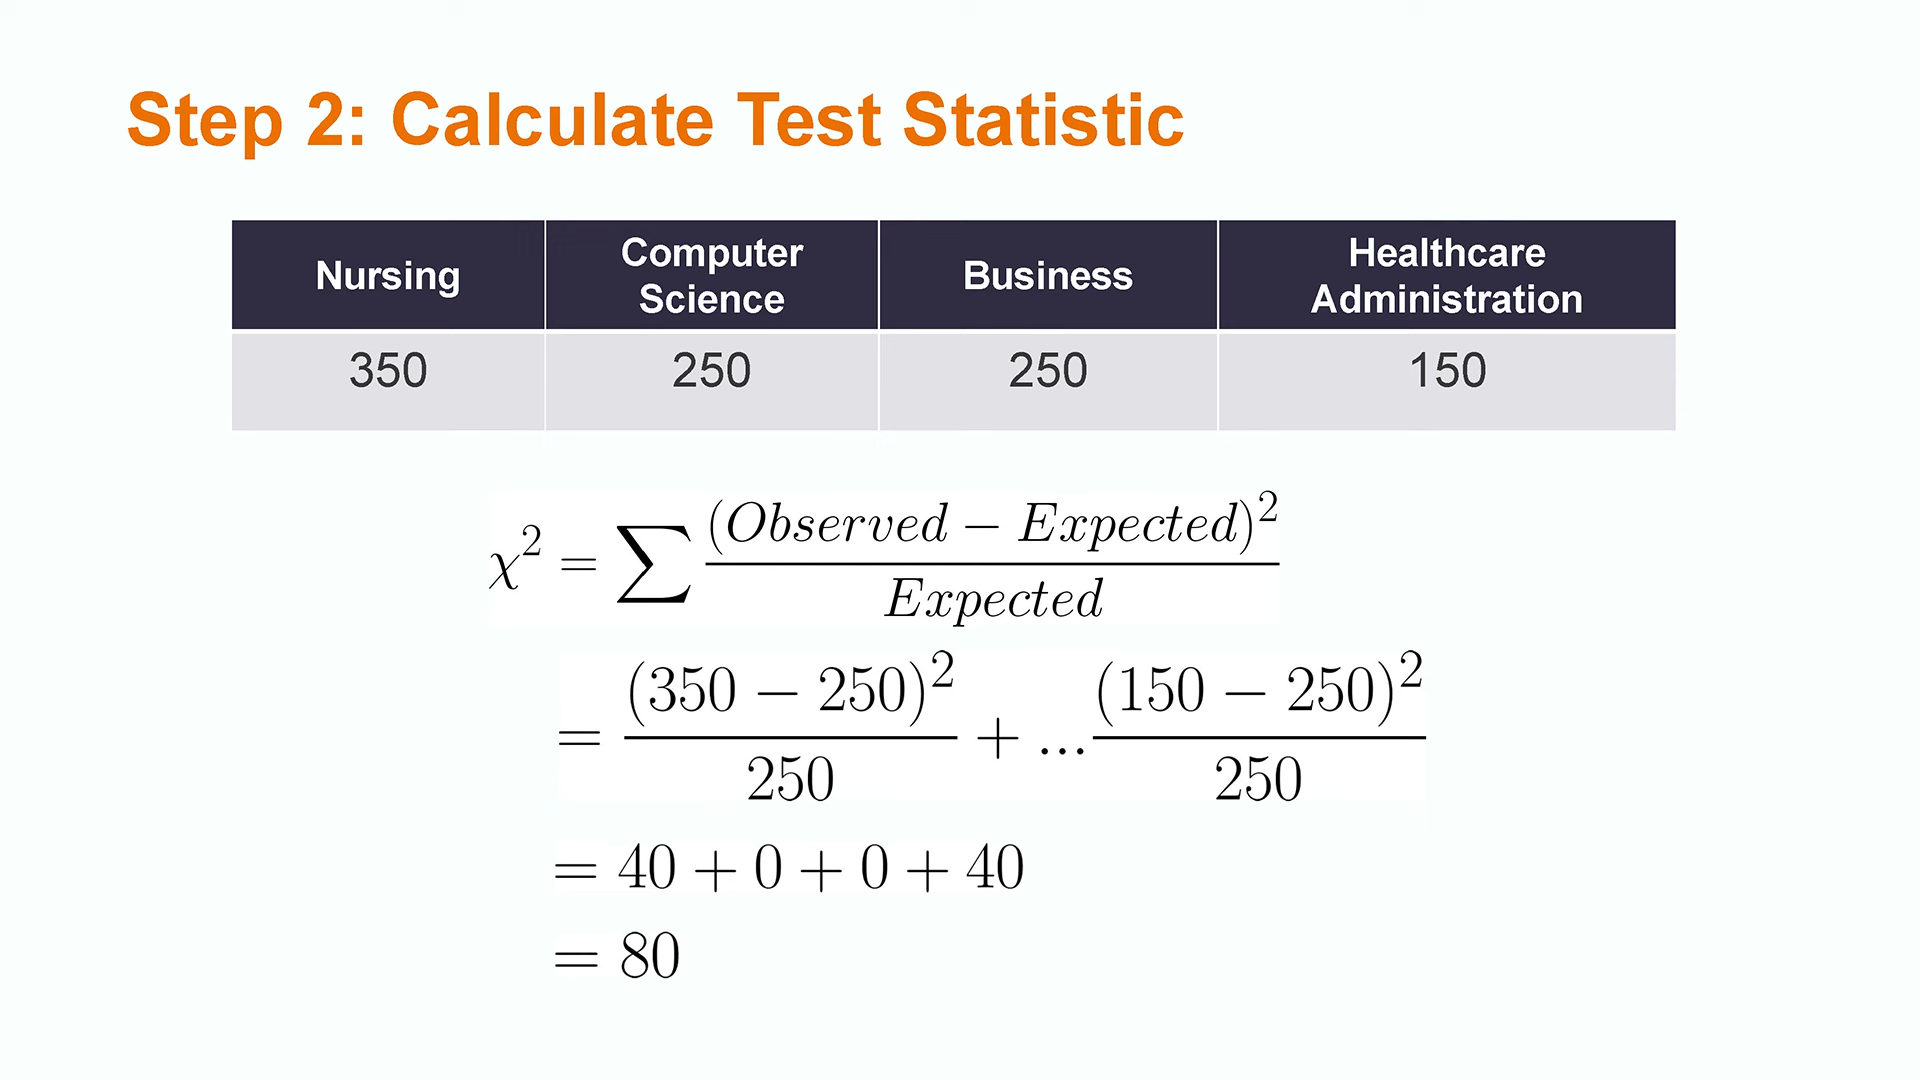 Step 2: Calculate Test Statistic
Nursing
Computer
Science
Business
Healthcare
Administration
350
250
250
150
χ² = ∑ (Observed − Expected)² / Expected
= (350 − 250)² / 250 + ... (150 − 250)² / 250
= 40 + 0 + 0 + 40
= 80